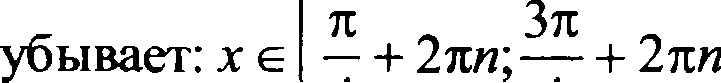 убывает: x ∈ [ π/ + 2πn; 3π/ + 2πn